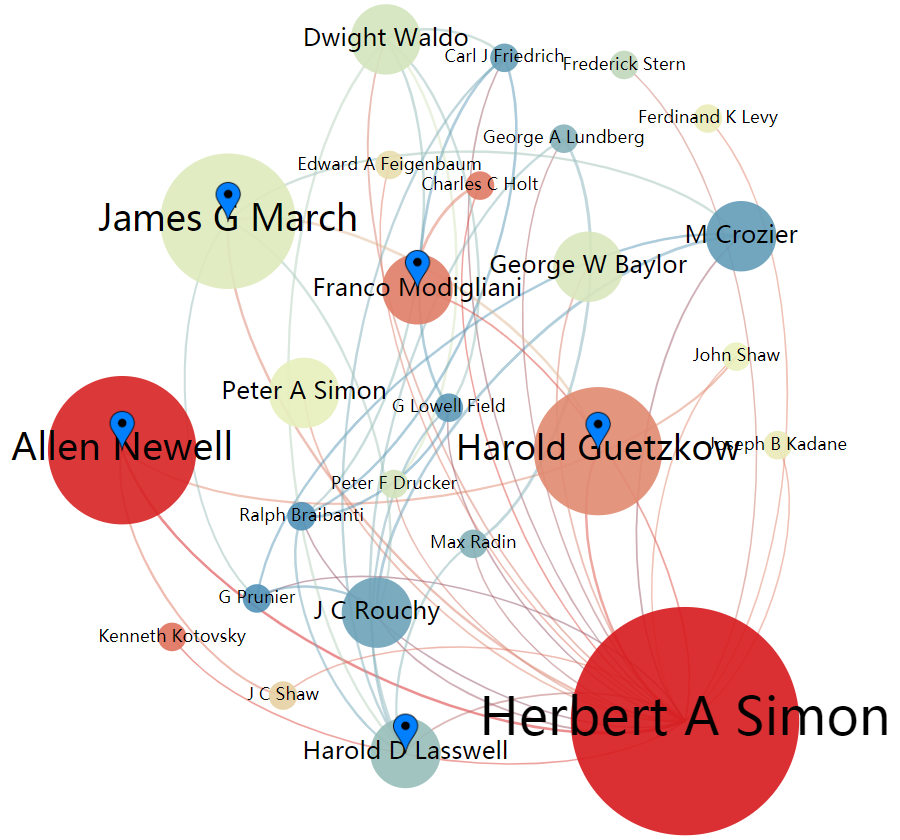 Dwight Waldo
Carl J Friedrich
Frederick Stern
Ferdinand K Levy
George A Lundberg
Edward A Feigenbaum
Charles C Holt
James G March
M Crozier
George W Baylor
Franco Modigliani
John Shaw
Peter A Simon
G Lowell Field
Allen Newell
Harold Guetzkow
Joseph B Kadane
Peter F Drucker
Ralph Braibanti
Max Radin
G Prunier
J C Rouchy
Kenneth Kotovsky
J C Shaw
Herbert A Simon
Harold D Lasswell